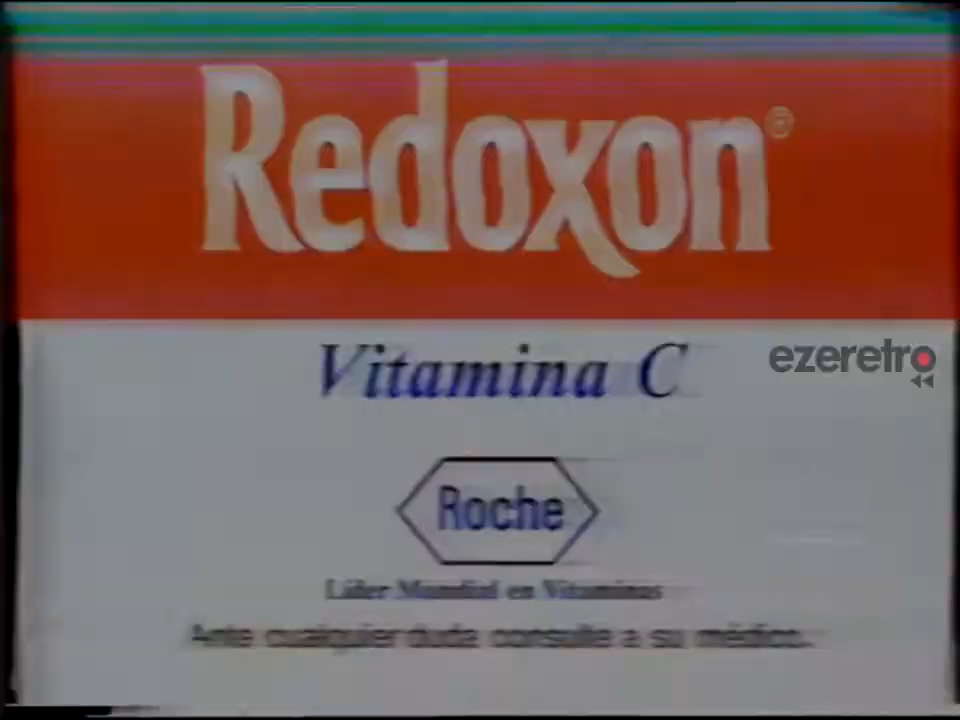 Redoxon®
Vitamina C
ezeretro
Roche
Líder Mundial en Vitaminas
Ante cualquier duda consulte a su médico.